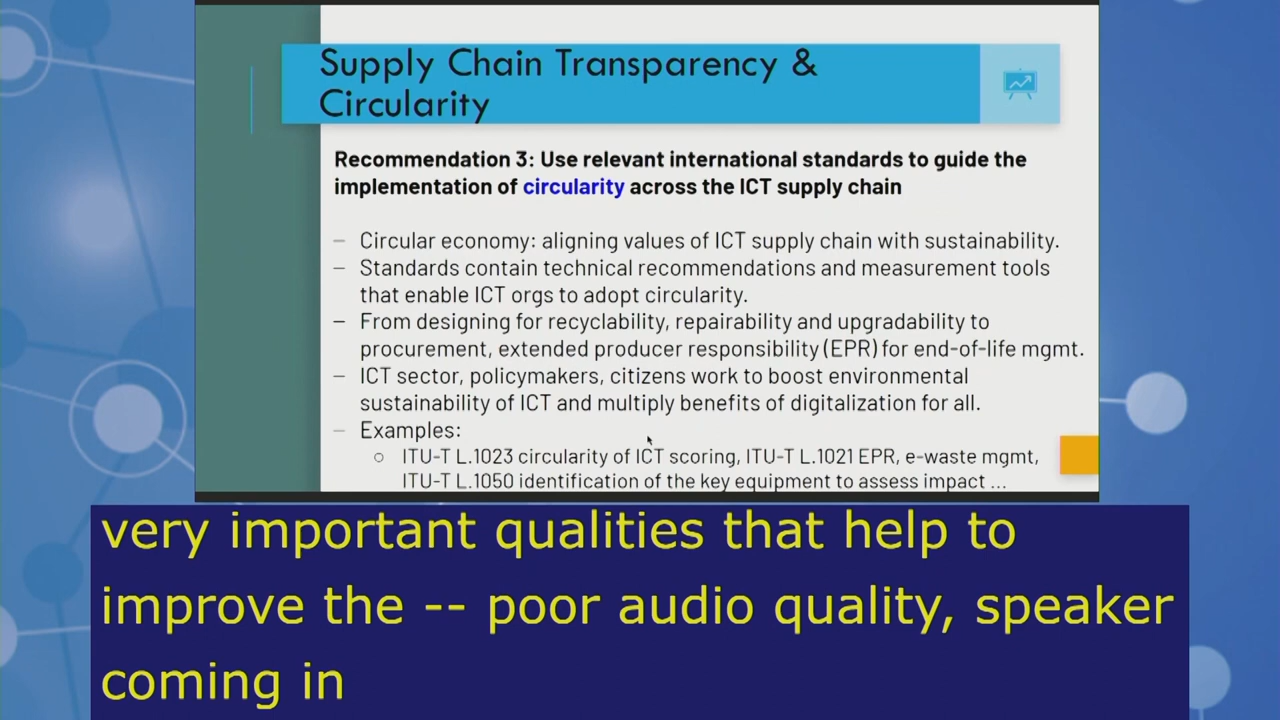 Supply Chain Transparency &
Circularity
Recommendation 3: Use relevant international standards to guide the
implementation of circularity across the ICT supply chain
– Circular economy: aligning values of ICT supply chain with sustainability.
– Standards contain technical recommendations and measurement tools
that enable ICT orgs to adopt circularity.
– From designing for recyclability, repairability and upgradability to
procurement, extended producer responsibility (EPR) for end-of-life mgmt.
– ICT sector, policymakers, citizens work to boost environmental
sustainability of ICT and multiply benefits of digitalization for all.
– Examples:
○ ITU-T L.1023 circularity of ICT scoring, ITU-T L.1021 EPR, e-waste mgmt,
ITU-T L.1050 identification of the key equipment to assess impact ...
very important qualities that help to
improve the -- poor audio quality, speaker
coming in